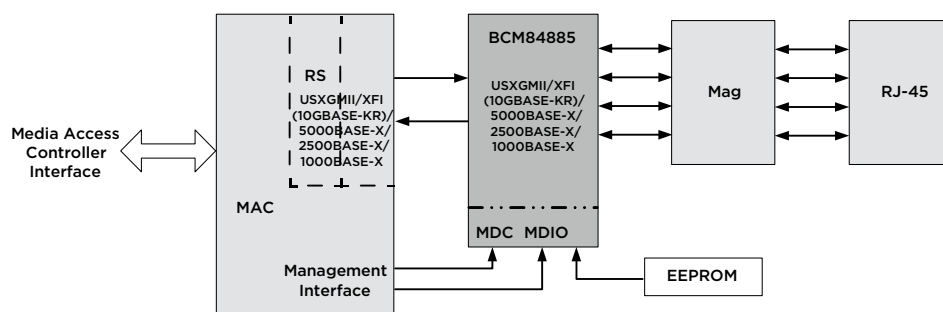 Media Access
Controller
Interface
RS
USXGMII/XFI
(10GBASE-KR)/
5000BASE-X/
2500BASE-X/
1000BASE-X
MAC
Management
Interface
BCM84885
USXGMII/XFI
(10GBASE-KR)/
5000BASE-X/
2500BASE-X/
1000BASE-X
MDC MDIO
Mag
RJ-45
EEPROM